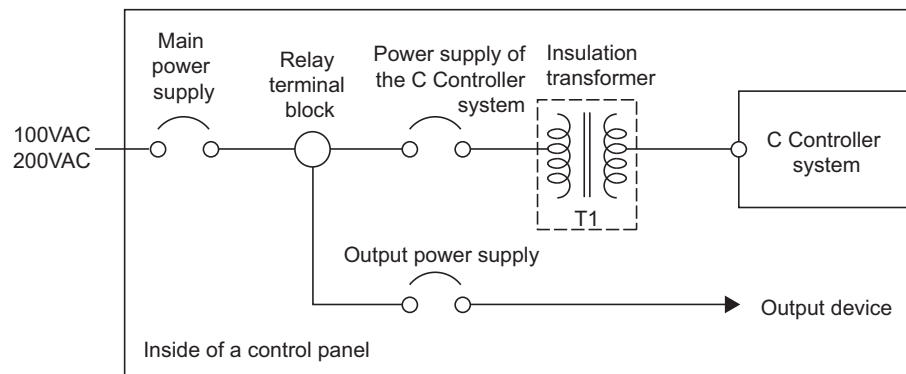 Main
power
supply
Relay
terminal
block
Power supply of
the C Controller
system
Insulation
transformer
100VAC
200VAC
C Controller
system
T1
Output power supply
Output device
Inside of a control panel